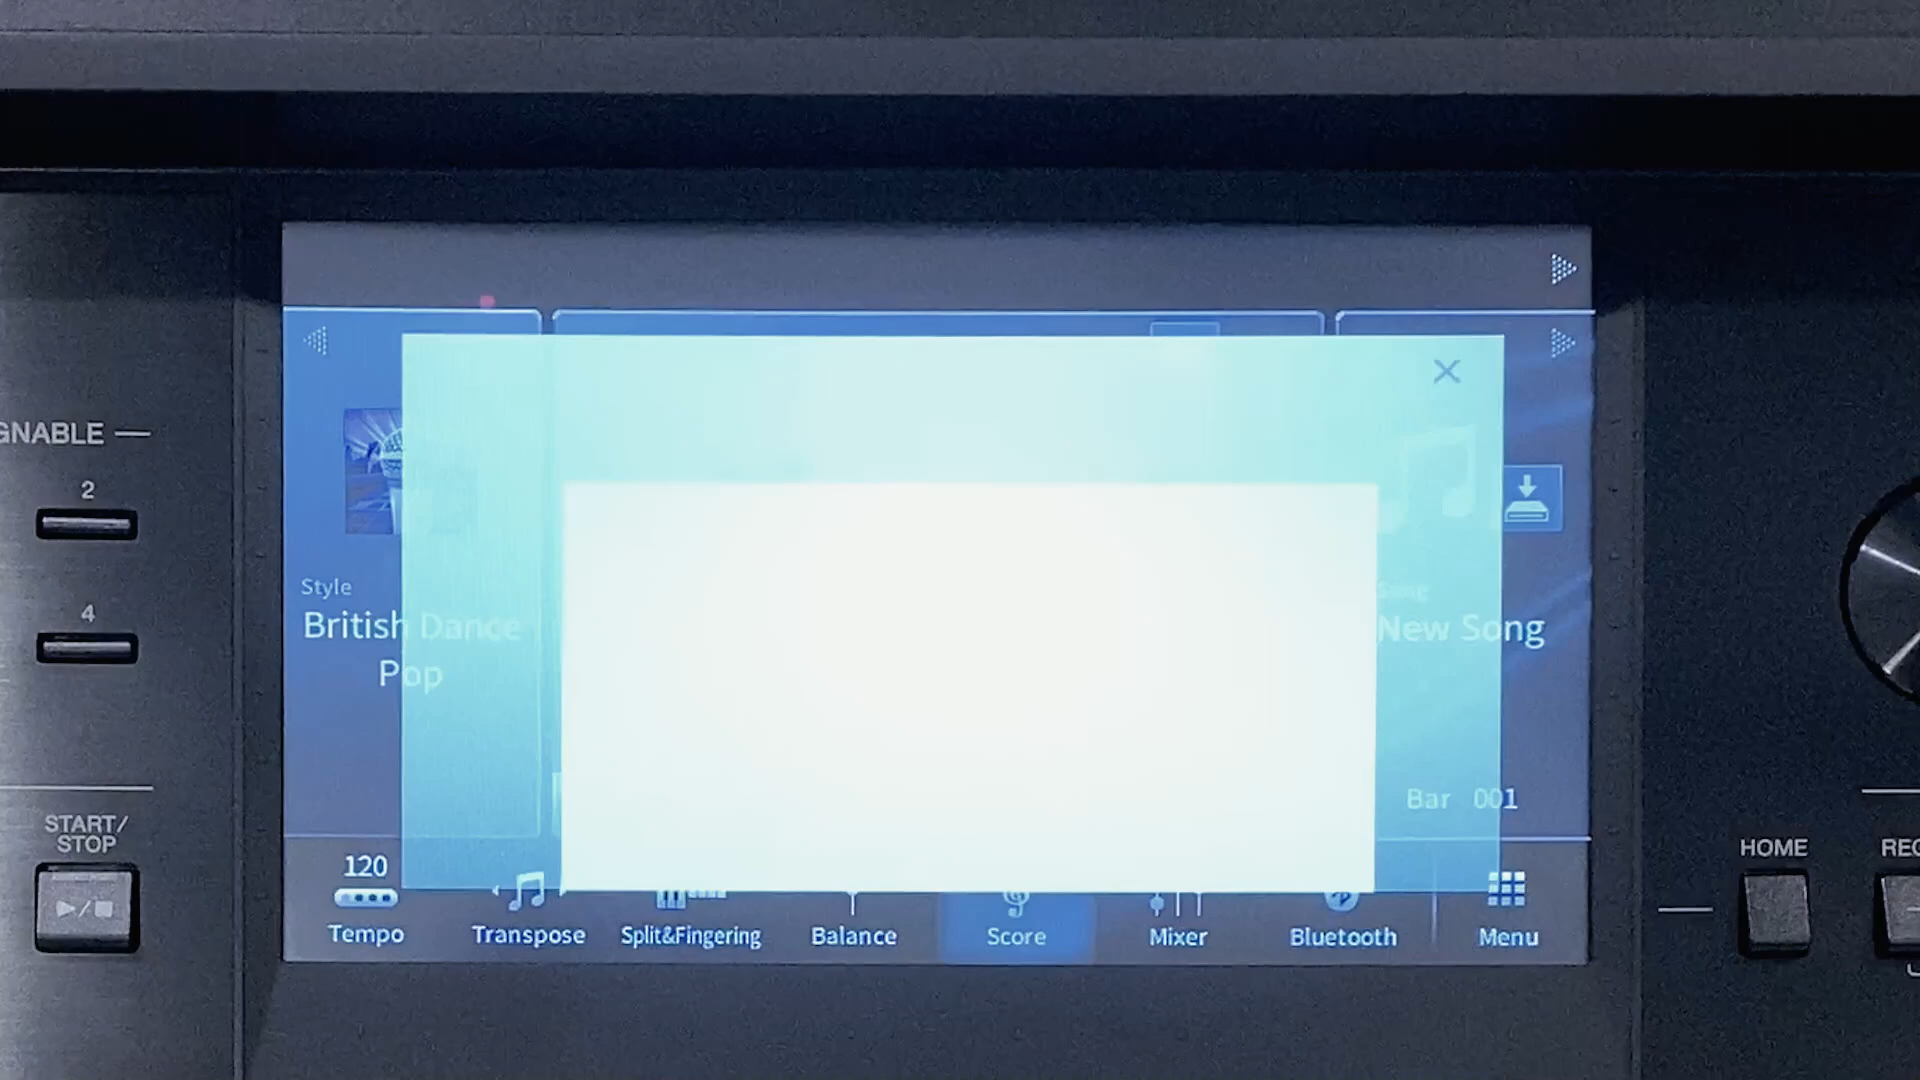 GNABLE
2
4
START/
STOP
Style
British Dance
Pop
Song
New Song
Bar 001
120
Tempo
Transpose
Split&Fingering
Balance
Score
Mixer
Bluetooth
Menu
HOME
REC